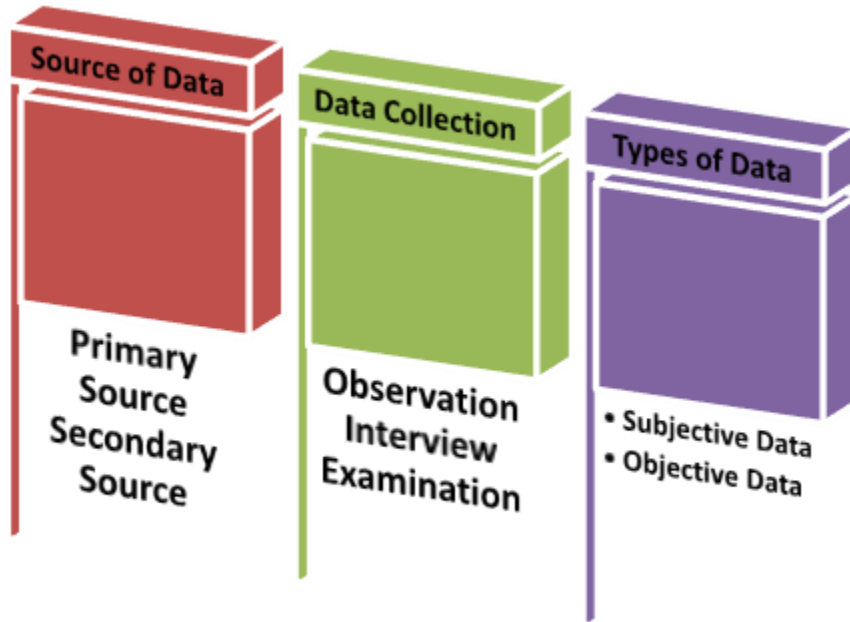 Source of Data
Primary
Source
Secondary
Source
Data Collection
Observation
Interview
Examination
Types of Data
• Subjective Data
• Objective Data